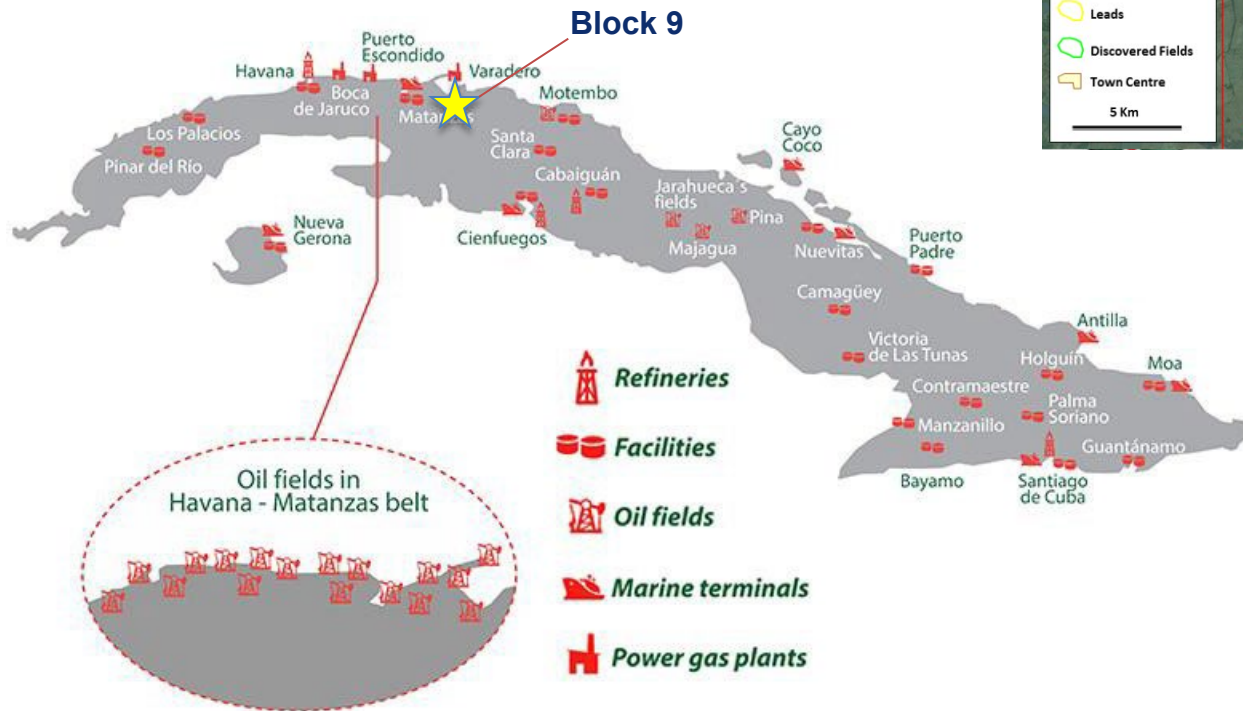 Block 9
Leads
Discovered Fields
Town Centre
5 Km
Puerto
Escondido
Havana
Varadero
Boca
de Jaruco
Matanzas
Motembo
Los Palacios
Pinar del Río
Santa
Clara
Cabaiguán
Cayo
Coco
Jarahueca´s
fields
Pina
Majagua
Nueva
Gerona
Cienfuegos
Nuevitas
Puerto
Padre
Camagüey
Antilla
Victoria
de Las Tunas
Holguín
Moa
Contramaestre
Palma
Soriano
Manzanillo
Guantánamo
Bayamo
Santiago
de Cuba
Refineries
Facilities
Oil fields
Marine terminals
Power gas plants
Oil fields in
Havana - Matanzas belt